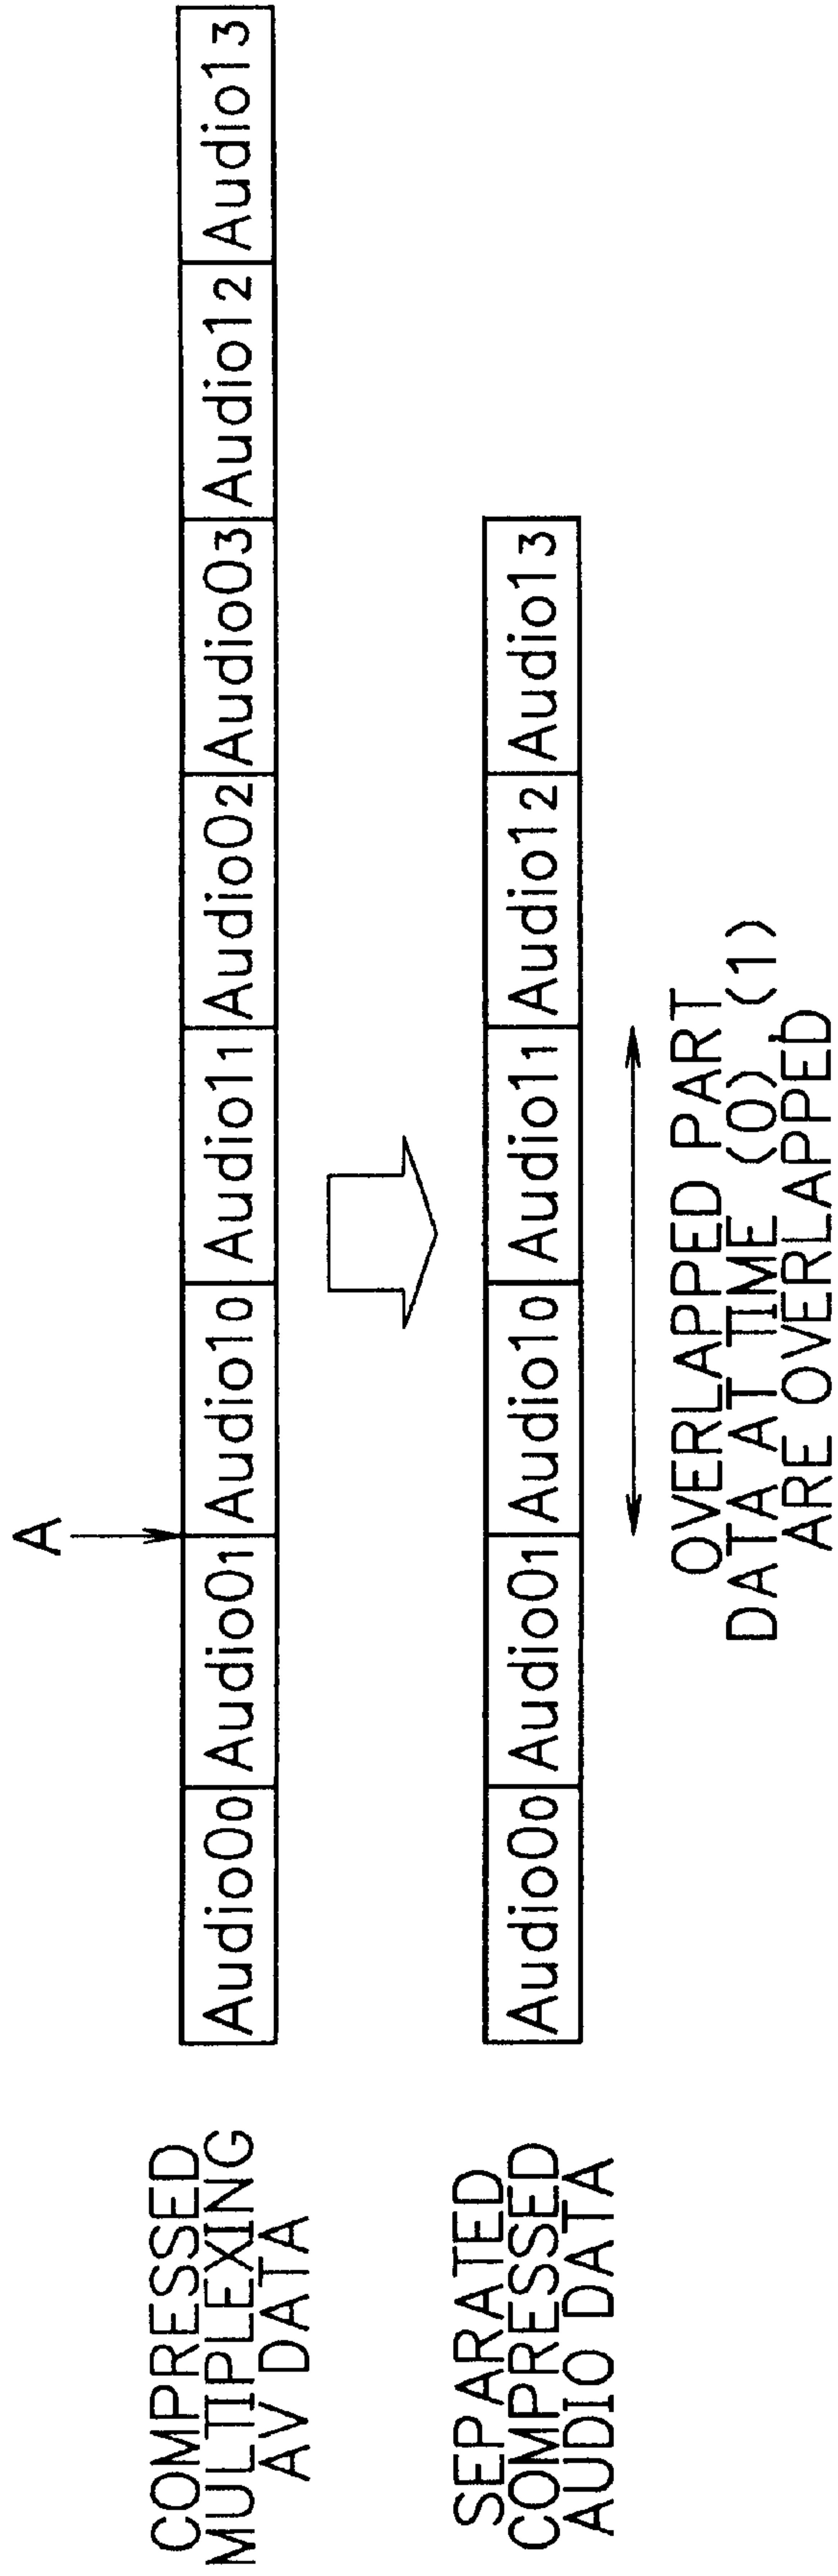 A
COMPRESSED
MULTIPLEXING
AV DATA
Audio00 Audio01 Audio10 Audio11 Audio02 Audio03 Audio12 Audio13
SEPARATED
COMPRESSED
AUDIO DATA
Audio00 Audio01 Audio10 Audio11 Audio12 Audio13
OVERLAPPED PART
DATA AT TIME (0), (1)
ARE OVERLAPPED